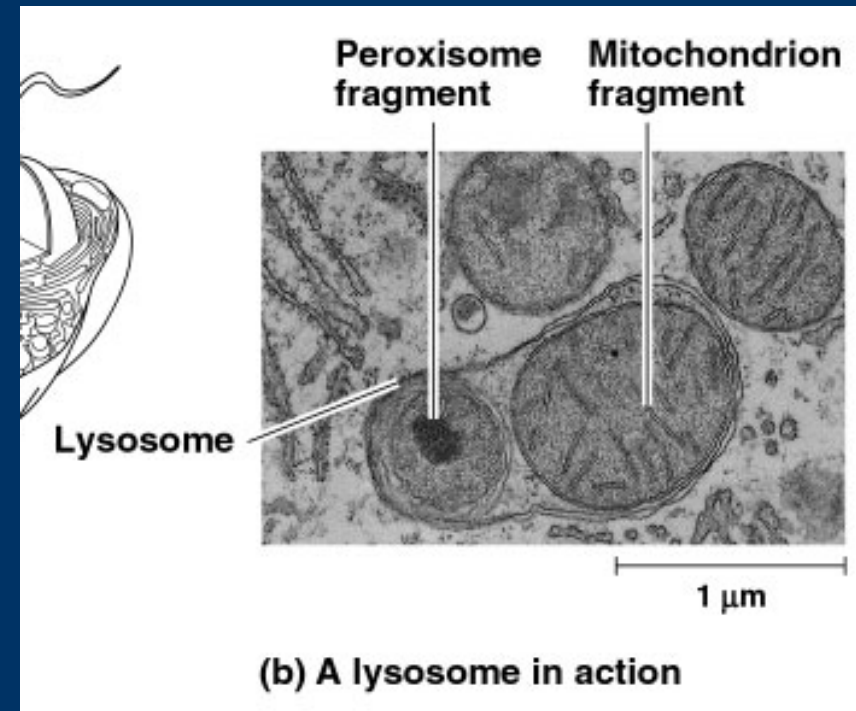 Peroxisome
fragment
Mitochondrion
fragment
Lysosome
1 μm
(b) A lysosome in action